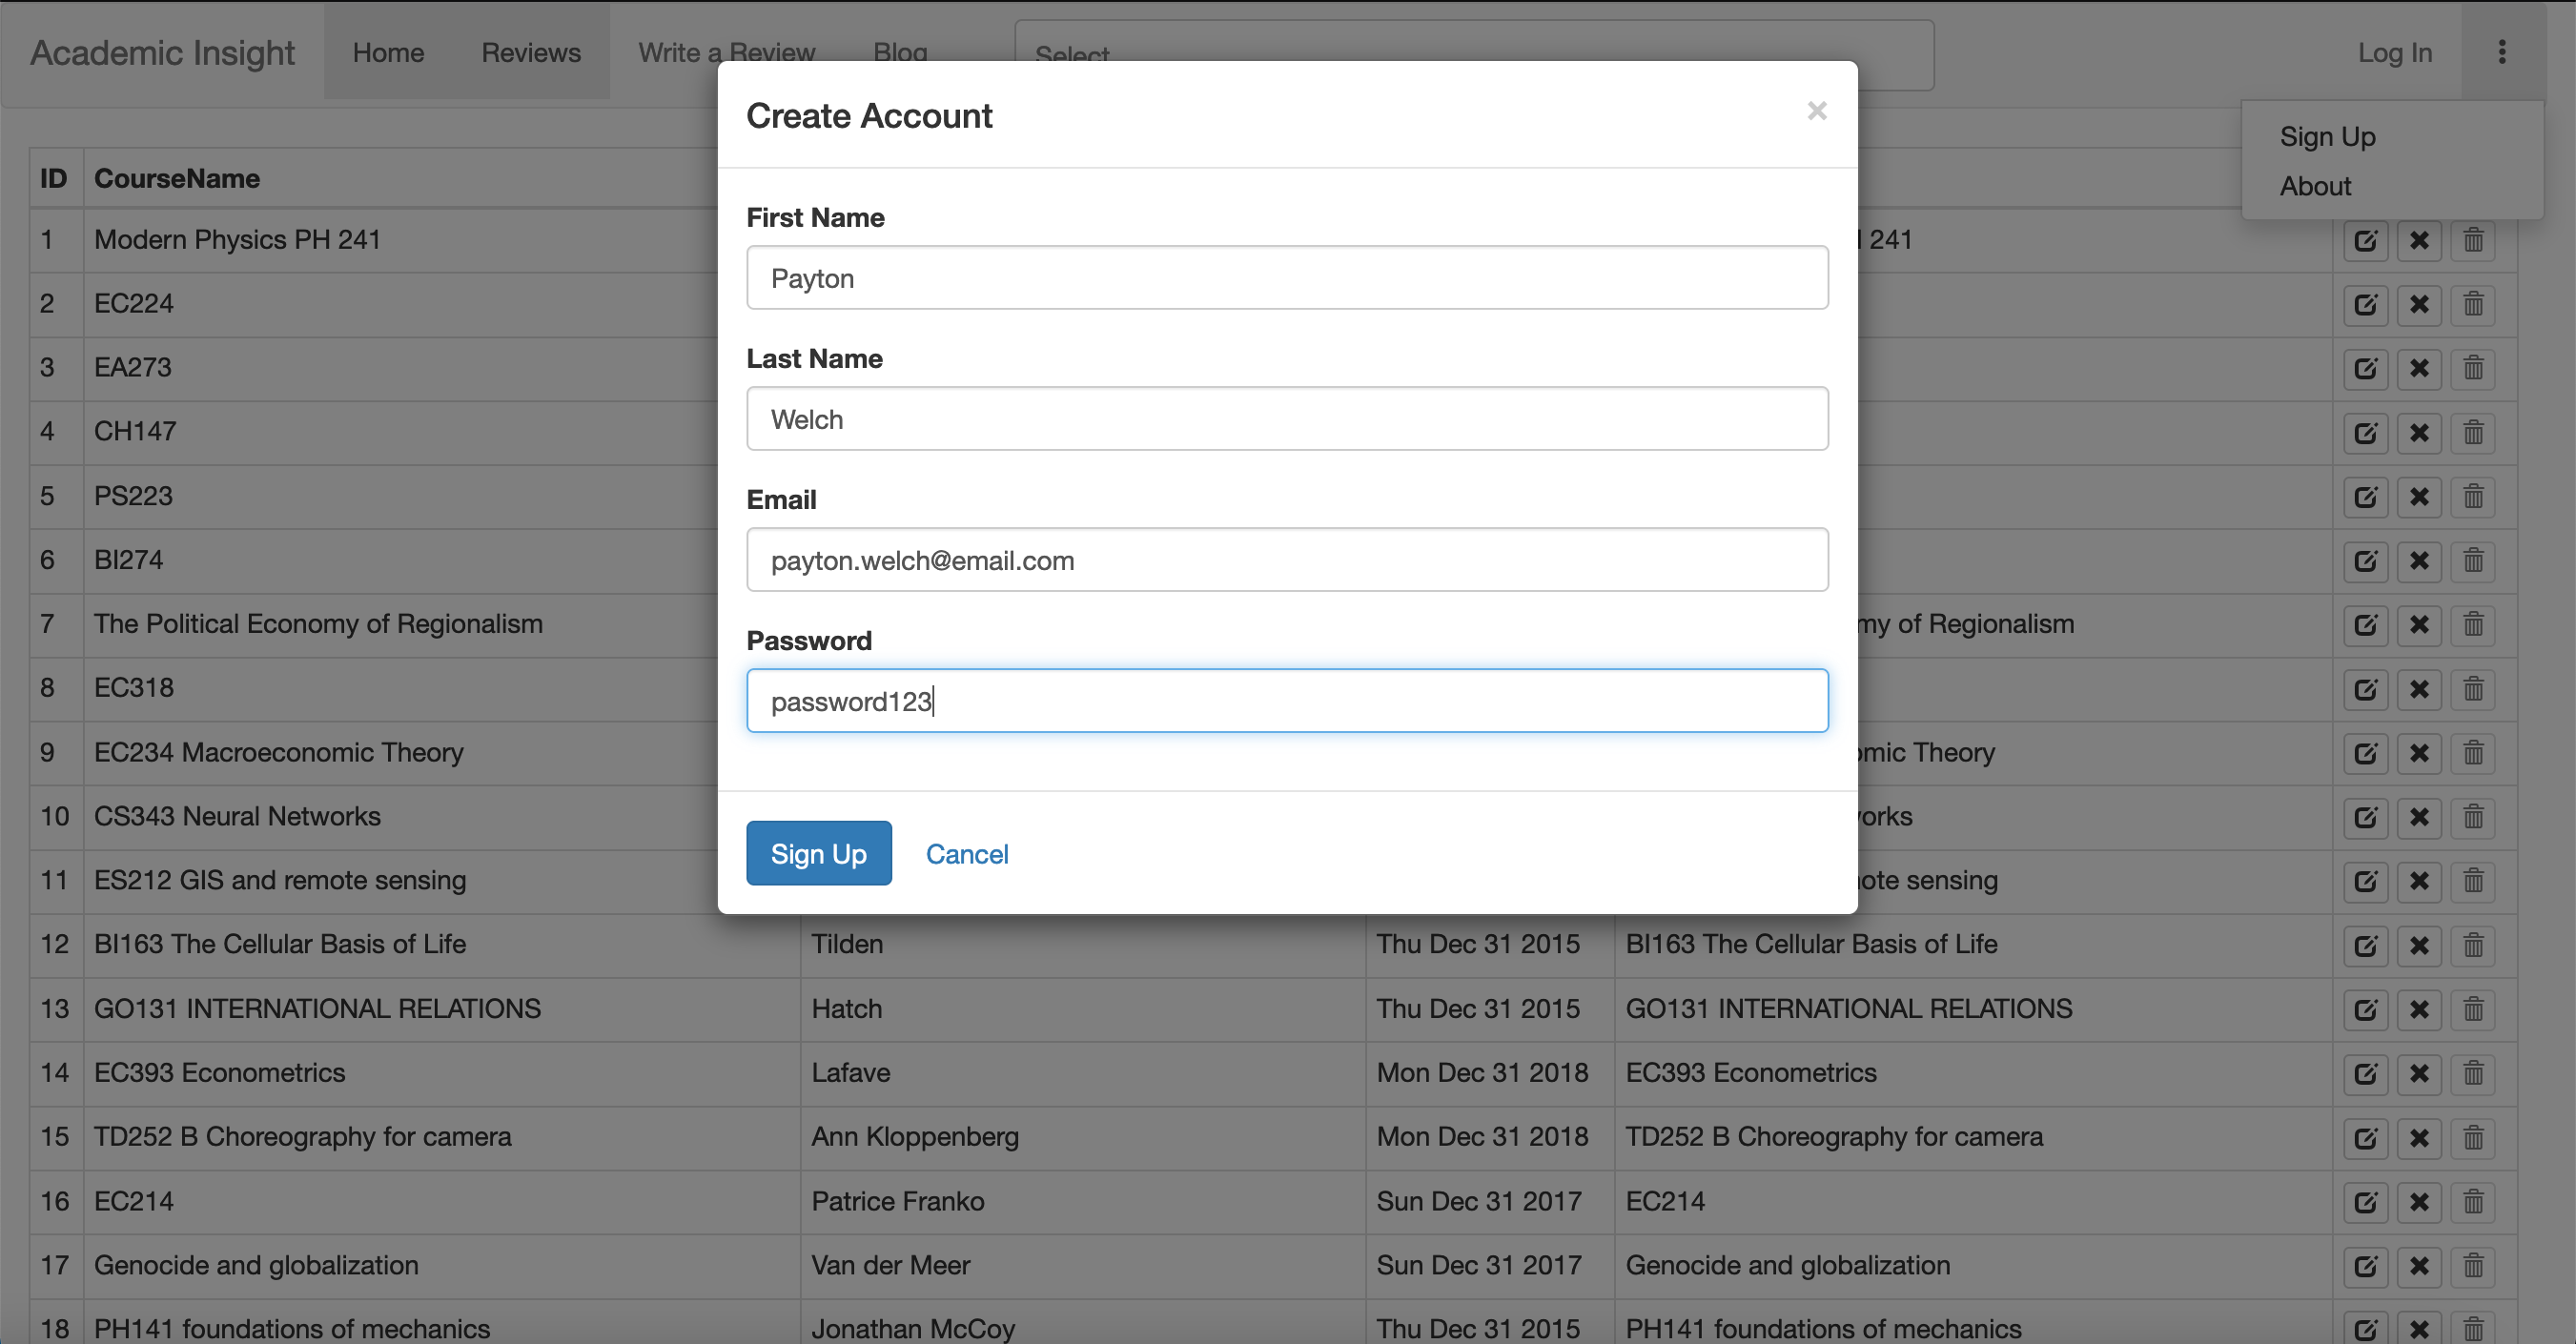 Academic Insight Home Reviews Write a Review Blog Select Log In
Sign Up
About
Create Account ×
First Name
Payton
Last Name
Welch
Email
payton.welch@email.com
Password
password123
Sign Up Cancel
ID CourseName
1 Modern Physics PH 241 241
2 EC224
3 EA273
4 CH147
5 PS223
6 BI274
7 The Political Economy of Regionalism my of Regionalism
8 EC318
9 EC234 Macroeconomic Theory omic Theory
10 CS343 Neural Networks orks
11 ES212 GIS and remote sensing ote sensing
12 BI163 The Cellular Basis of Life Tilden Thu Dec 31 2015 BI163 The Cellular Basis of Life
13 GO131 INTERNATIONAL RELATIONS Hatch Thu Dec 31 2015 GO131 INTERNATIONAL RELATIONS
14 EC393 Econometrics Lafave Mon Dec 31 2018 EC393 Econometrics
15 TD252 B Choreography for camera Ann Kloppenberg Mon Dec 31 2018 TD252 B Choreography for camera
16 EC214 Patrice Franko Sun Dec 31 2017 EC214
17 Genocide and globalization Van der Meer Sun Dec 31 2017 Genocide and globalization
18 PH141 foundations of mechanics Jonathan McCoy Thu Dec 31 2015 PH141 foundations of mechanics